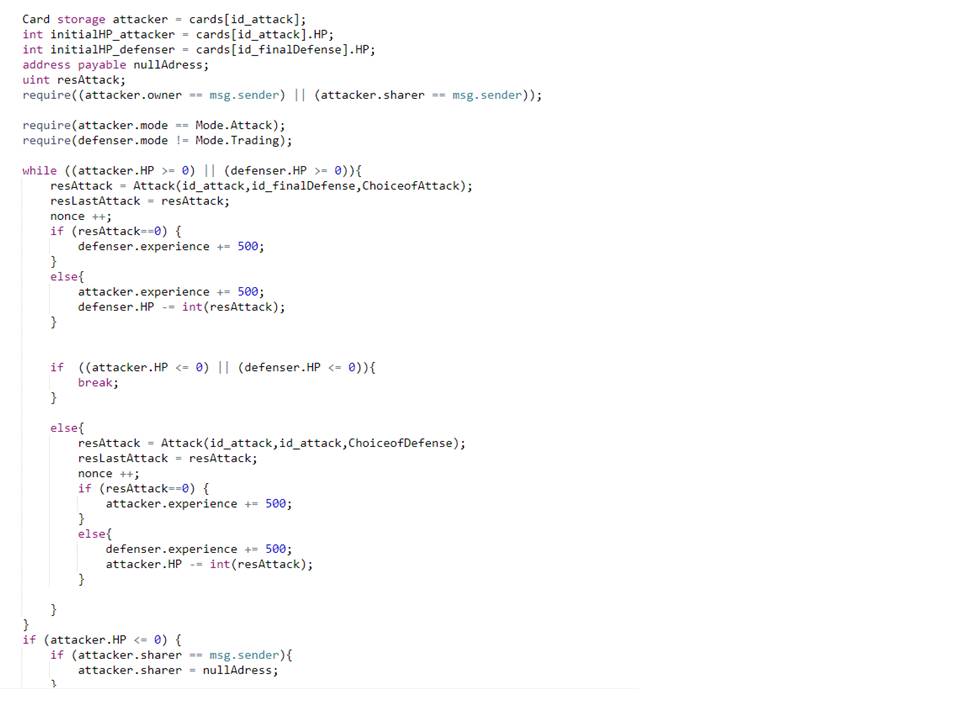 Card storage attacker = cards[id_attack];
int initialHP_attacker = cards[id_attack].HP;
int initialHP_defenser = cards[id_finalDefense].HP;
address payable nullAdress;
uint resAttack;
require((attacker.owner == msg.sender) || (attacker.sharer == msg.sender));
require(attacker.mode == Mode.Attack);
require(defenser.mode != Mode.Trading);
while ((attacker.HP >= 0) || (defenser.HP >= 0)){
resAttack = Attack(id_attack,id_finalDefense,ChoiceofAttack);
resLastAttack = resAttack;
nonce ++;
if (resAttack==0) {
defenser.experience += 500;
}
else{
attacker.experience += 500;
defenser.HP -= int(resAttack);
}
if  ((attacker.HP <= 0) || (defenser.HP <= 0)){
break;
}
else{
resAttack = Attack(id_attack,id_attack,ChoiceofDefense);
resLastAttack = resAttack;
nonce ++;
if (resAttack==0) {
attacker.experience += 500;
}
else{
defenser.experience += 500;
attacker.HP -= int(resAttack);
}
}
}
if (attacker.HP <= 0) {
if (attacker.sharer == msg.sender){
attacker.sharer = nullAdress;
}